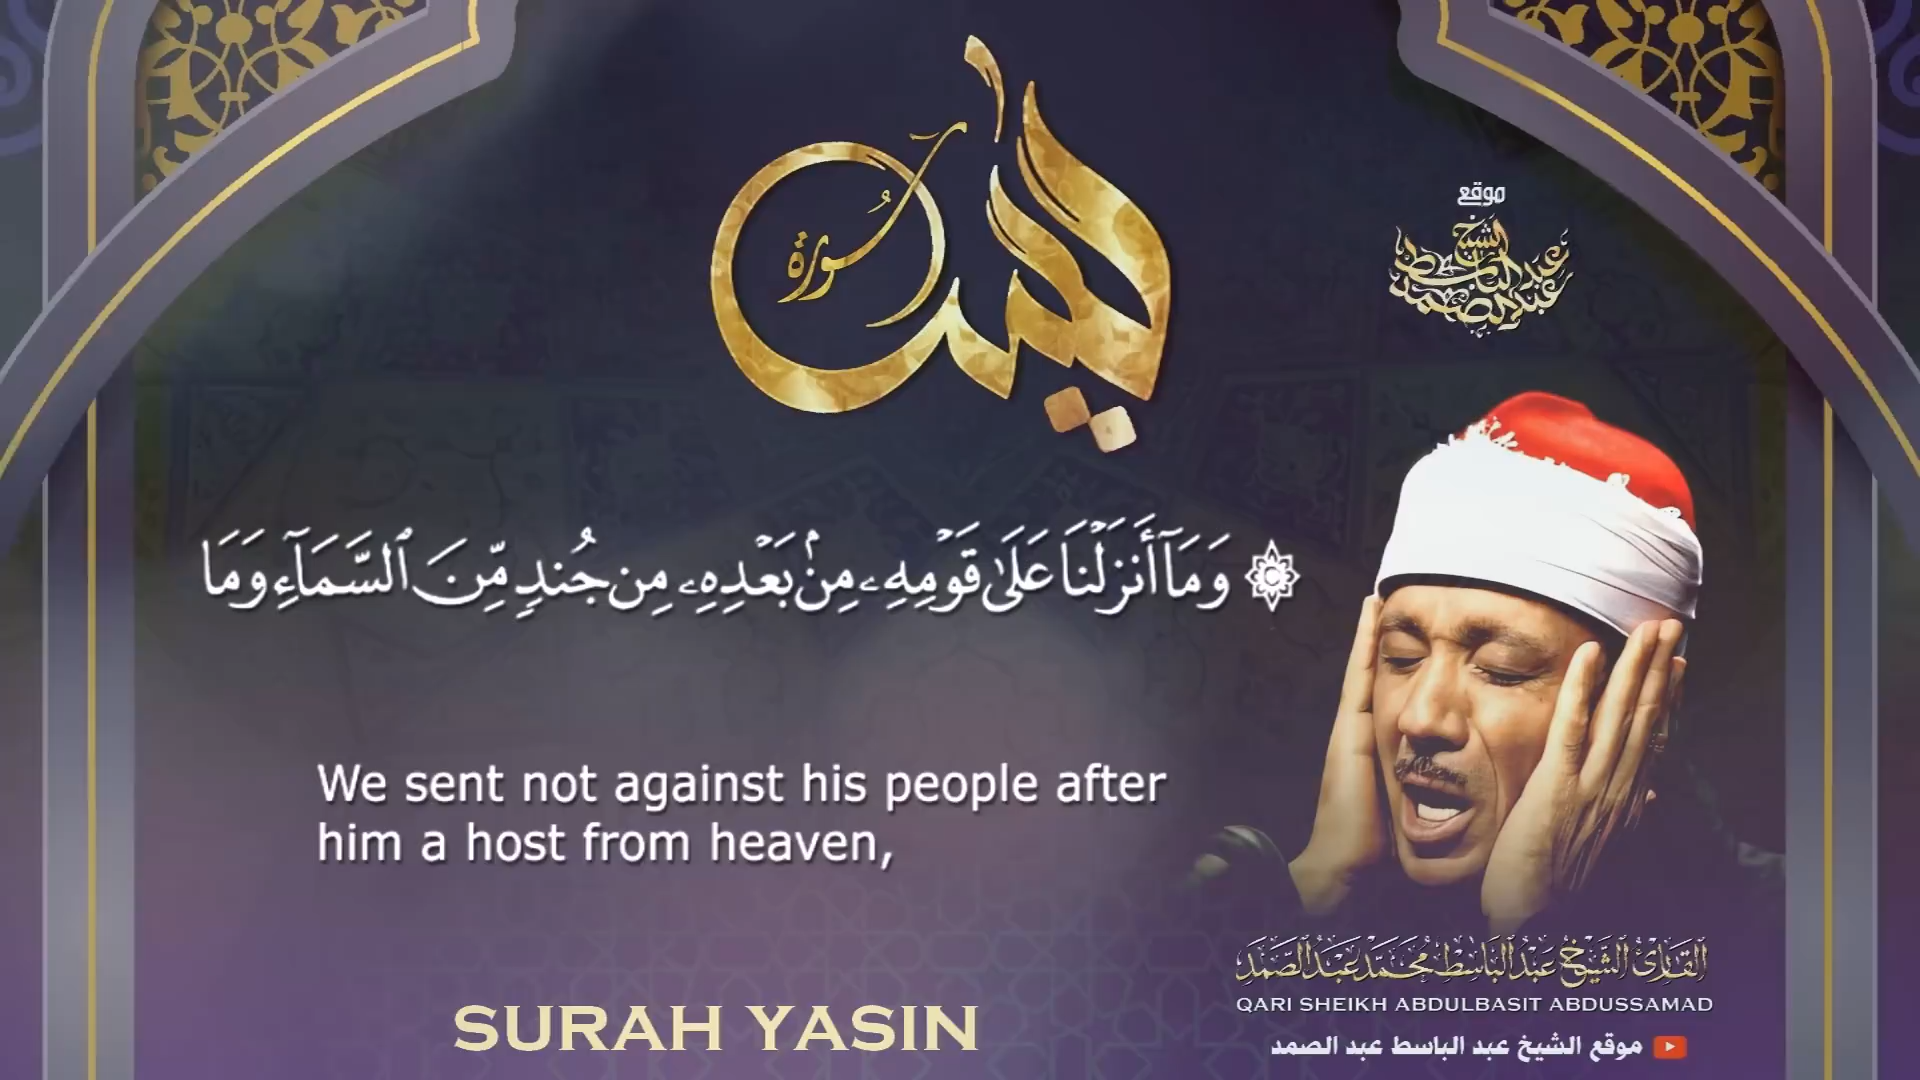 سورة
يس
موقع
الشيخ
عبد الباسط
عبد الصمد
۞ وَمَآ أَنزَلْنَا عَلَىٰ قَوْمِهِۦ مِنۢ بَعْدِهِۦ مِن جُندٍ مِّنَ ٱلسَّمَآءِ وَمَا
We sent not against his people after
him a host from heaven,
القارئ الشيخ عبد الباسط محمد عبد الصمد
QARI SHEIKH ABDULBASIT ABDUSSAMAD
SURAH YASIN
موقع الشيخ عبد الباسط عبد الصمد